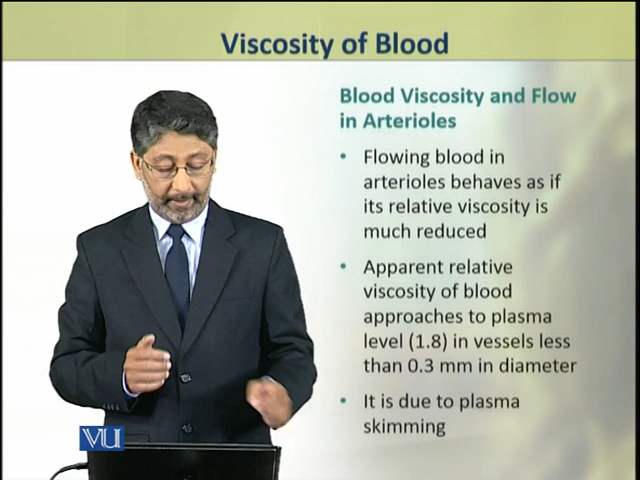 Viscosity of Blood
Blood Viscosity and Flow
in Arterioles
• Flowing blood in
arterioles behaves as if
its relative viscosity is
much reduced
• Apparent relative
viscosity of blood
approaches to plasma
level (1.8) in vessels less
than 0.3 mm in diameter
• It is due to plasma
skimming
VU